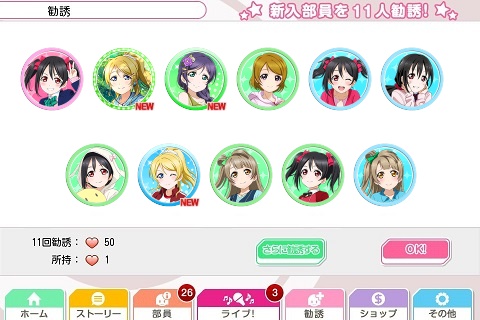 勧誘
新入部員を11人勧誘!
NEW
NEW
NEW
11回勧誘: 50
所持: 1
さらに勧誘する
OK!
26
3
ホーム
ストーリー
部員
ライブ!
勧誘
ショップ
その他